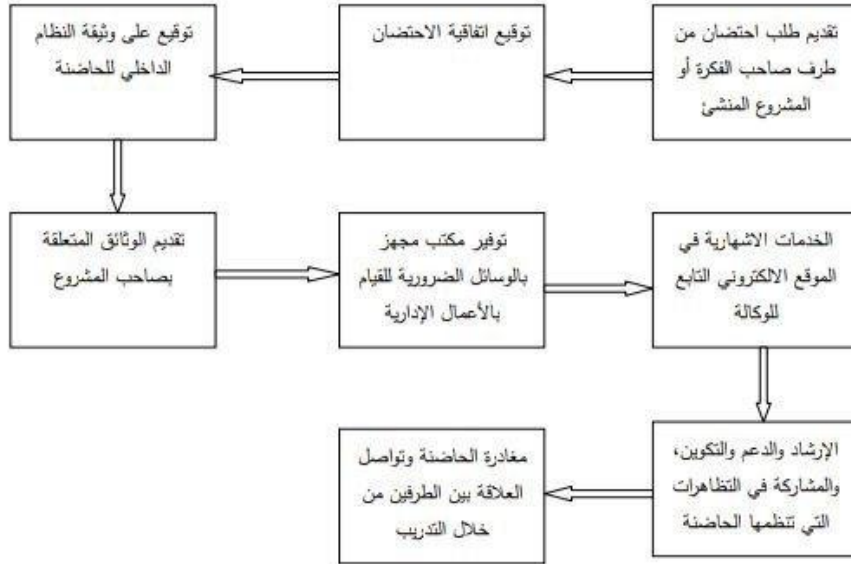 تقديم طلب احتضان من
طرف صاحب الفكرة أو
المشروع المنشئ
توقيع اتفاقية الاحتضان
توقيع على وثيقة النظام
الداخلي للحاضنة
تقديم الوثائق المتعلقة
بصاحب المشروع
توفير مكتب مجهز
بالوسائل الضرورية للقيام
بالأعمال الإدارية
الخدمات الاشهارية في
الموقع الالكتروني التابع
للوكالة
الإرشاد والدعم والتكوين،
والمشاركة في التظاهرات
التي تنظمها الحاضنة
مغادرة الحاضنة وتواصل
العلاقة بين الطرفين من
خلال التدريب